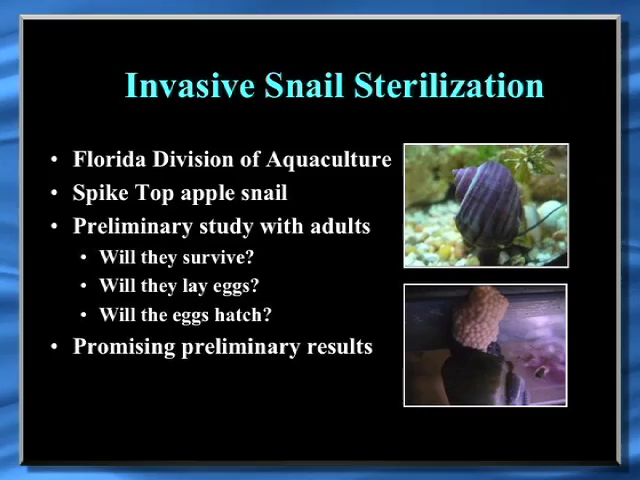 Invasive Snail Sterilization
• Florida Division of Aquaculture
• Spike Top apple snail
• Preliminary study with adults
• Will they survive?
• Will they lay eggs?
• Will the eggs hatch?
• Promising preliminary results